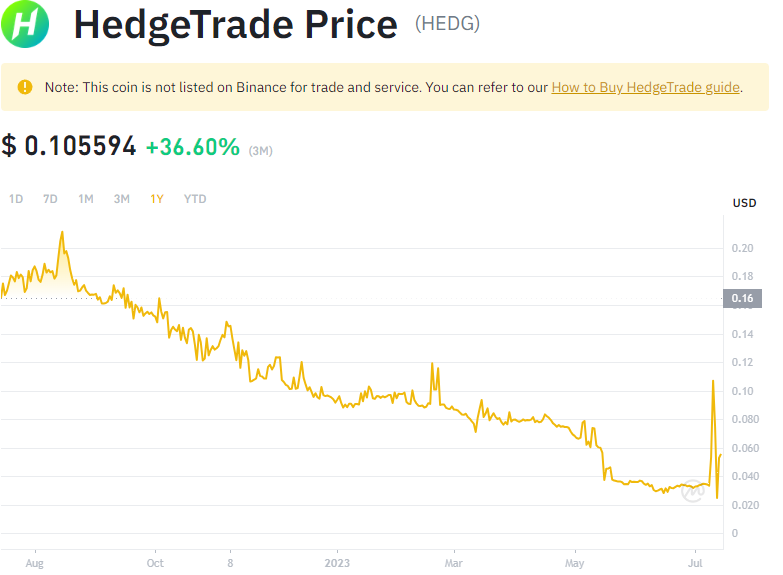 HedgeTrade Price (HEDG)
Note: This coin is not listed on Binance for trade and service. You can refer to our How to Buy HedgeTrade guide.
$ 0.105594 +36.60% (3M)
1D 7D 1M 3M 1Y YTD
USD
0.20
0.18
0.16
0.14
0.12
0.10
0.080
0.060
0.040
0.020
0
Aug Oct 8 2023 Mar May Jul